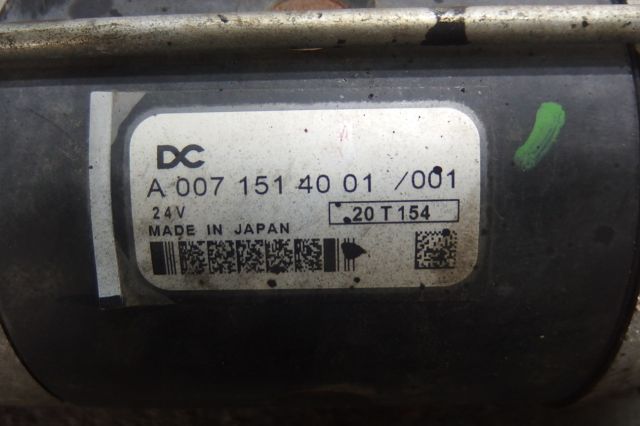 DC
A 007 151 40 01 /001
24V
20 T 154
MADE IN JAPAN